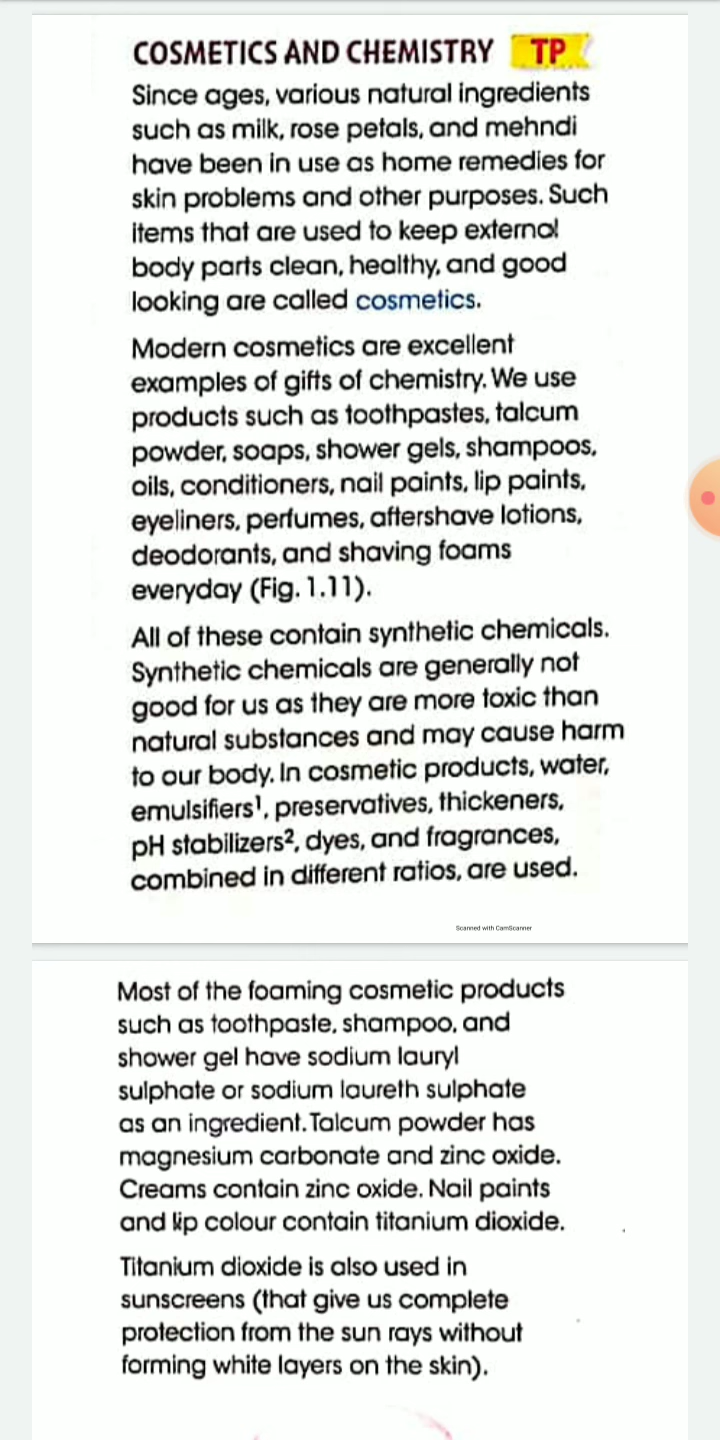 COSMETICS AND CHEMISTRY TP
Since ages, various natural ingredients
such as milk, rose petals, and mehndi
have been in use as home remedies for
skin problems and other purposes. Such
items that are used to keep external
body parts clean, healthy, and good
looking are called cosmetics.
Modern cosmetics are excellent
examples of gifts of chemistry. We use
products such as toothpastes, talcum
powder, soaps, shower gels, shampoos,
oils, conditioners, nail paints, lip paints,
eyeliners, perfumes, aftershave lotions,
deodorants, and shaving foams
everyday (Fig. 1.11).
All of these contain synthetic chemicals.
Synthetic chemicals are generally not
good for us as they are more toxic than
natural substances and may cause harm
to our body. In cosmetic products, water,
emulsifiers¹, preservatives, thickeners,
pH stabilizers², dyes, and fragrances,
combined in different ratios, are used.
Scanned with CamScanner
Most of the foaming cosmetic products
such as toothpaste, shampoo, and
shower gel have sodium lauryl
sulphate or sodium laureth sulphate
as an ingredient. Talcum powder has
magnesium carbonate and zinc oxide.
Creams contain zinc oxide. Nail paints
and lip colour contain titanium dioxide.
Titanium dioxide is also used in
sunscreens (that give us complete
protection from the sun rays without
forming white layers on the skin).